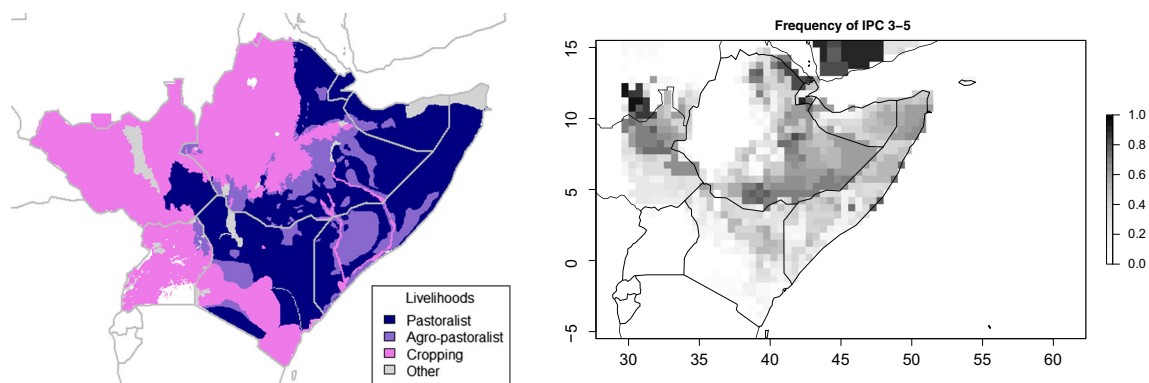 Livelihoods
Pastoralist
Agro-pastoralist
Cropping
Other
Frequency of IPC 3−5
15
10
5
0
−5
30 35 40 45 50 55 60
1.0
0.8
0.6
0.4
0.2
0.0